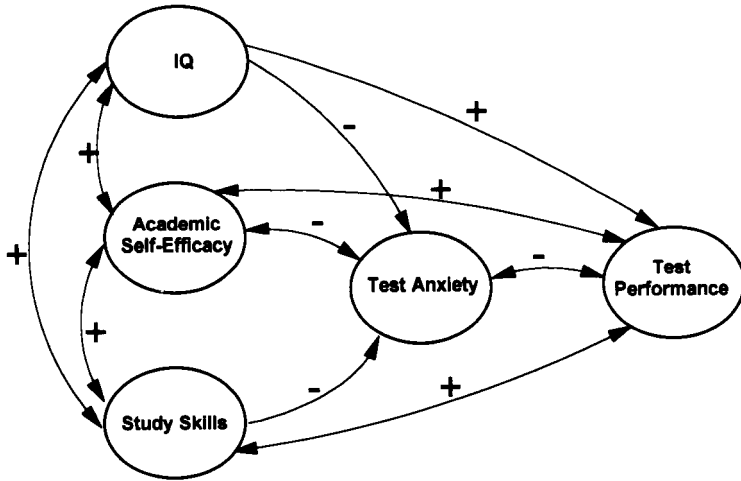 IQ
+
-
+
+
Academic
Self-Efficacy
-
+
Test Anxiety
-
Test
Performance
+
-
+
Study Skills